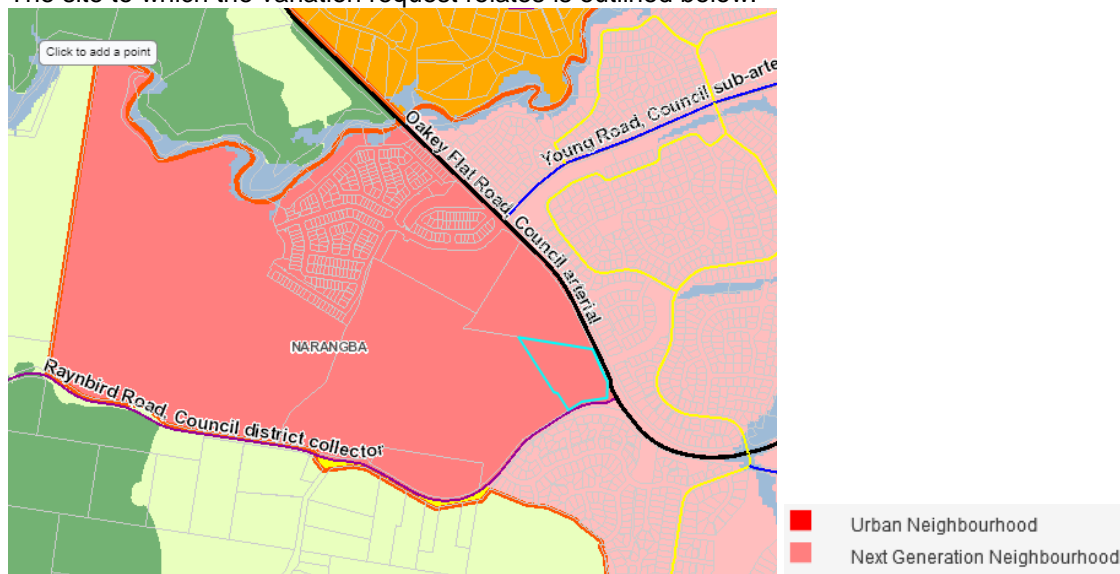 The site to which the variation request relates is outlined below:
Click to add a point
Oakey Flat Road, Council arterial
Young Road, Council sub-arte
NARANGBA
Raynbird Road, Council district collector
Urban Neighbourhood
Next Generation Neighbourhood